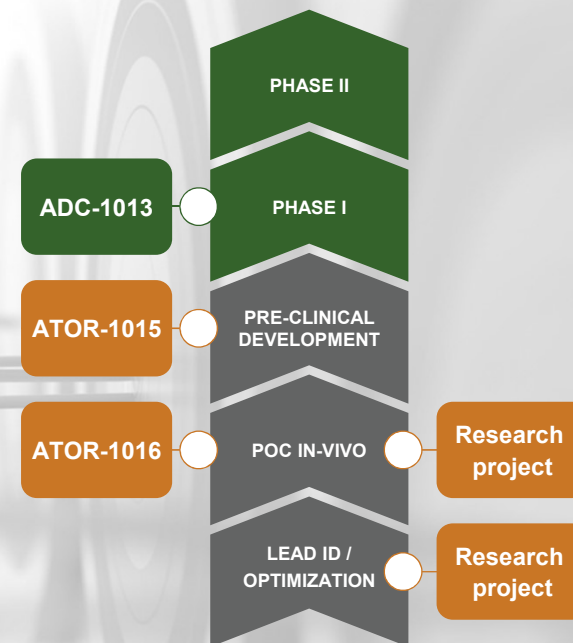 PHASE II
ADC-1013
PHASE I
ATOR-1015
PRE-CLINICAL
DEVELOPMENT
ATOR-1016
POC IN-VIVO
Research
project
LEAD ID /
OPTIMIZATION
Research
project